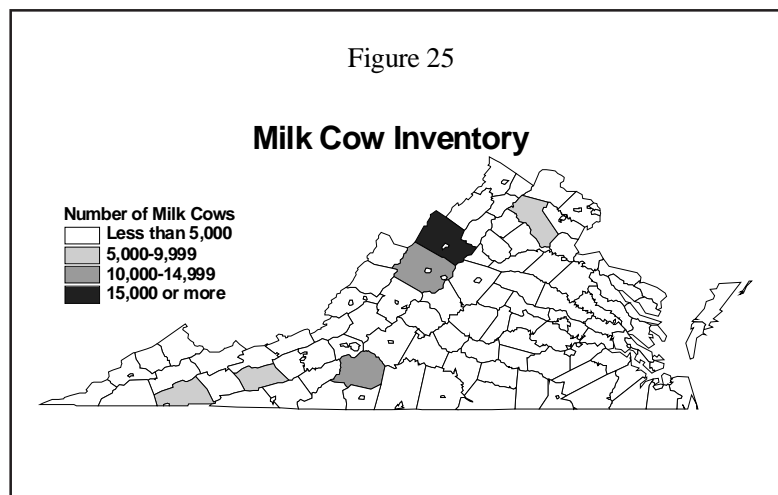 Figure 25
Milk Cow Inventory
Number of Milk Cows
Less than 5,000
5,000-9,999
10,000-14,999
15,000 or more